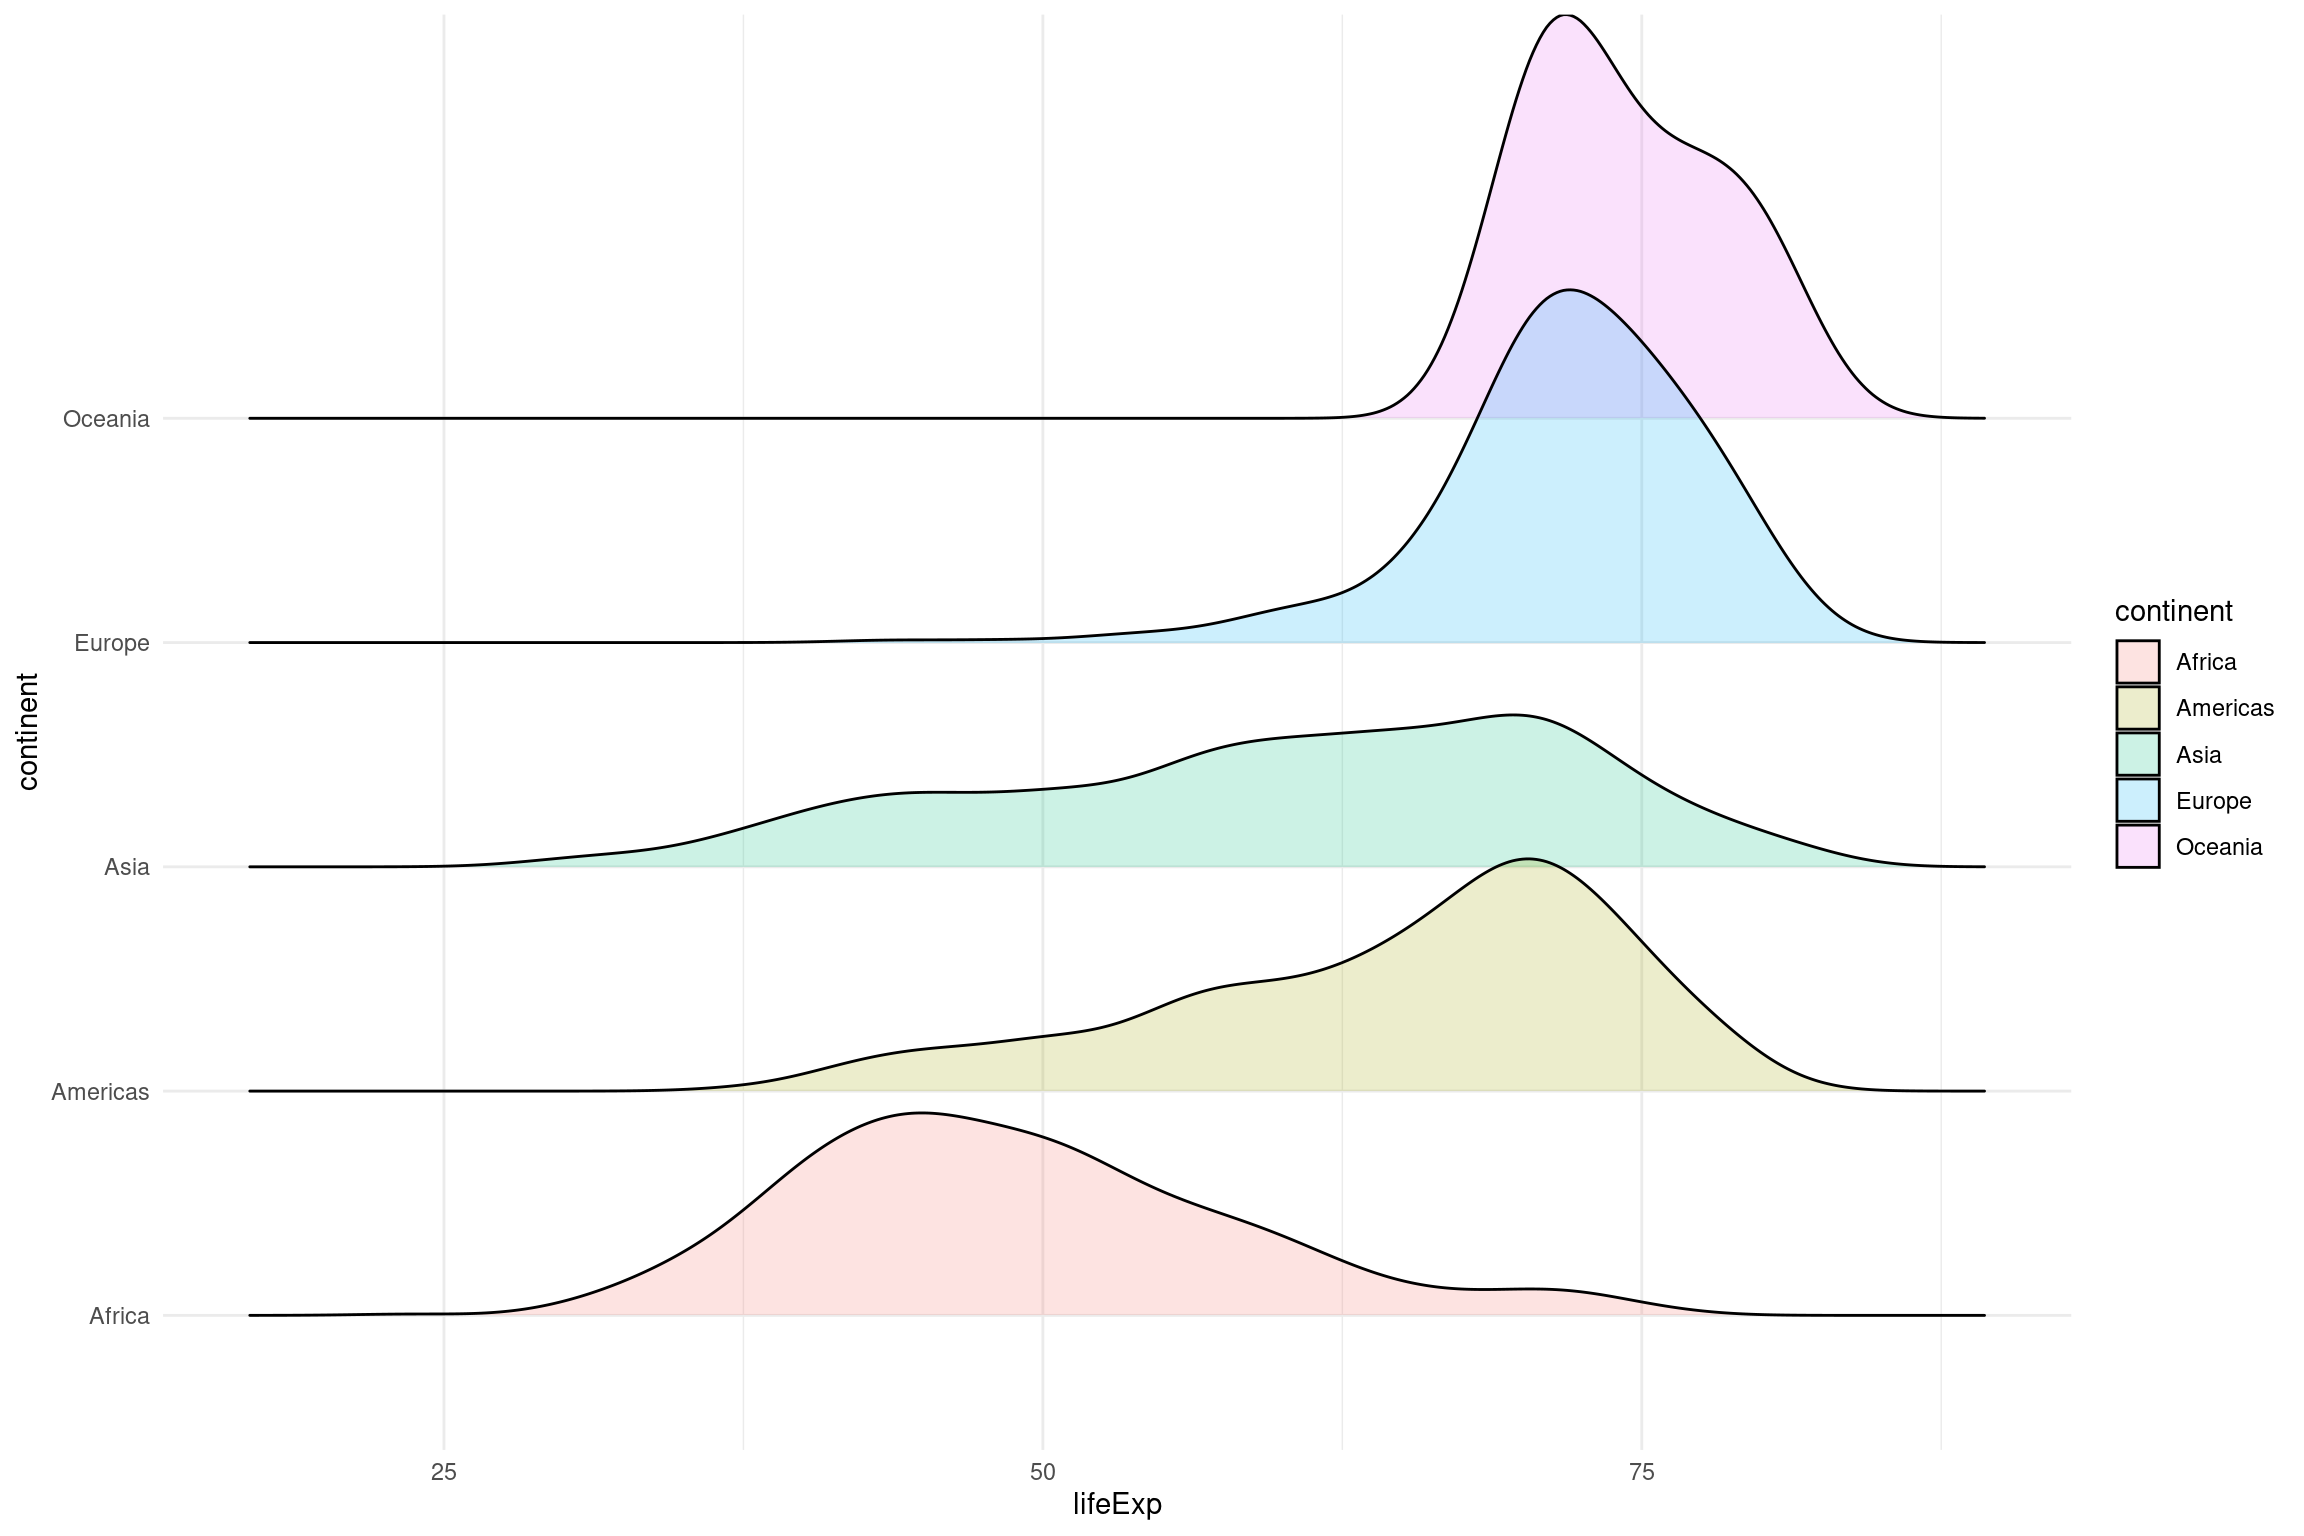 Oceania
Europe
Asia
Americas
Africa
continent
25
50
75
lifeExp
continent
Africa
Americas
Asia
Europe
Oceania